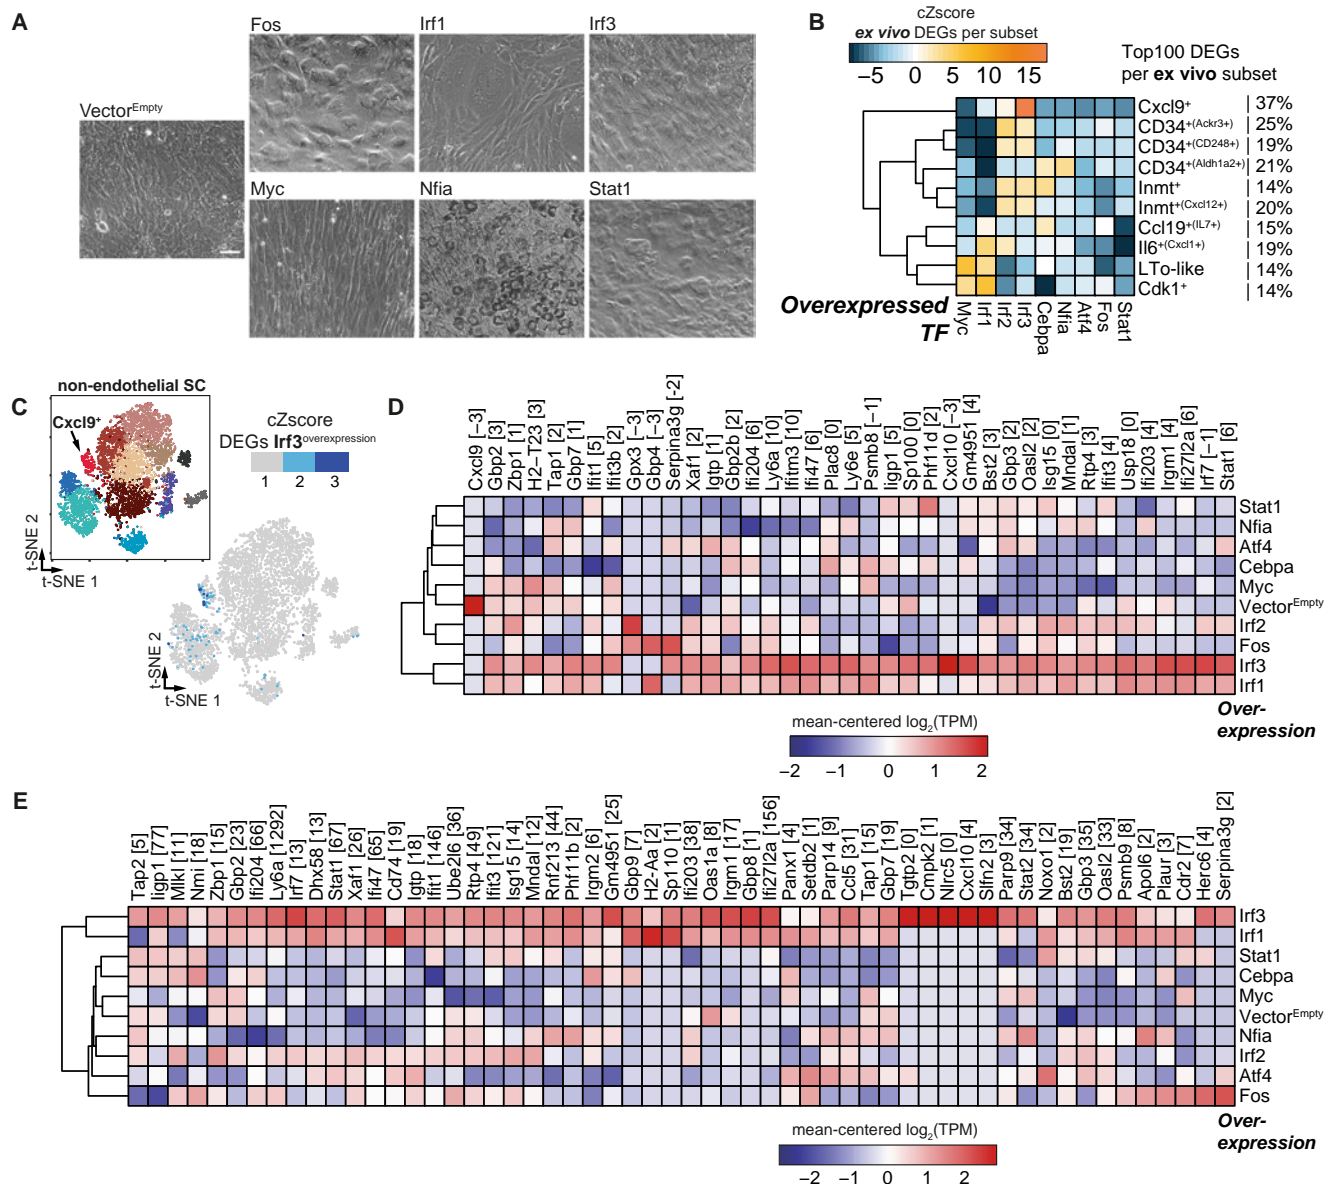 A
Fos
Irf1
Irf3
Vector^Empty
Myc
Nfia
Stat1
B
cZscore
ex vivo DEGs per subset
−5 0 5 10 15
Top100 DEGs
per ex vivo subset
Cxcl9+ | 37%
CD34+(Ackr3+) | 25%
CD34+(CD248+) | 19%
CD34+(Aldh1a2+) | 21%
Inmt+ | 14%
Inmt+(Cxcl12+) | 20%
Ccl19+(IL7+) | 15%
Il6+(Cxcl1+) | 19%
LTo-like | 14%
Cdk1+ | 14%
Overexpressed
TF
Myc
Irf1
Irf2
Irf3
Cebpa
Nfia
Atf4
Fos
Stat1
C
non-endothelial SC
Cxcl9+
t-SNE 2
t-SNE 1
cZscore
DEGs Irf3^overexpression
1 2 3
t-SNE 2
t-SNE 1
D
Cxcl9 [−3]
Gbp2 [3]
Zbp1 [1]
H2−T23 [3]
Tap1 [2]
Gbp7 [1]
Ifit1 [5]
Ifit3b [2]
Gpx3 [−3]
Gbp4 [−3]
Serpina3g [-2]
Xaf1 [2]
Igtp [1]
Gbp2b [2]
Ifi204 [6]
Ly6a [10]
Ifitm3 [10]
Ifi47 [6]
Plac8 [0]
Ly6e [5]
Psmb8 [−1]
Iigp1 [5]
Sp100 [0]
Phf11d [2]
Cxcl10 [−3]
Gm4951 [4]
Bst2 [3]
Gbp3 [2]
Oasl2 [2]
Isg15 [0]
Mndal [1]
Rtp4 [3]
Ifit3 [4]
Usp18 [0]
Ifi203 [4]
Irgm1 [4]
Ifi27l2a [6]
Irf7 [−1]
Stat1 [6]
Stat1
Nfia
Atf4
Cebpa
Myc
Vector^Empty
Irf2
Fos
Irf3
Irf1
Over-
expression
mean-centered log2(TPM)
−2 −1 0 1 2
E
Tap2 [5]
Iigp1 [77]
Mlkl [11]
Nmi [18]
Zbp1 [15]
Gbp2 [23]
Ifi204 [66]
Ly6a [1292]
Irf7 [13]
Dhx58 [13]
Stat1 [67]
Xaf1 [26]
Ifi47 [65]
Cd74 [19]
Igtp [18]
Ifit1 [146]
Ube2l6 [36]
Rtp4 [49]
Ifit3 [121]
Isg15 [14]
Mndal [12]
Rnf213 [44]
Phf11b [2]
Irgm2 [6]
Gm4951 [25]
Gbp9 [7]
H2-Aa [2]
Sp110 [1]
Ifi203 [38]
Oas1a [8]
Irgm1 [17]
Gbp8 [1]
Ifi27l2a [156]
Panx1 [4]
Setdb2 [1]
Parp14 [9]
Ccl5 [31]
Tap1 [15]
Gbp7 [19]
Tgtp2 [0]
Cmpk2 [1]
Nlrc5 [0]
Cxcl10 [4]
Slfn2 [3]
Parp9 [34]
Stat2 [34]
Noxo1 [2]
Bst2 [19]
Gbp3 [35]
Oasl2 [33]
Psmb9 [8]
Apol6 [2]
Plaur [3]
Cdr2 [7]
Herc6 [4]
Serpina3g [2]
Irf3
Irf1
Stat1
Cebpa
Myc
Vector^Empty
Nfia
Irf2
Atf4
Fos
Over-
expression
mean-centered log2(TPM)
−2 −1 0 1 2